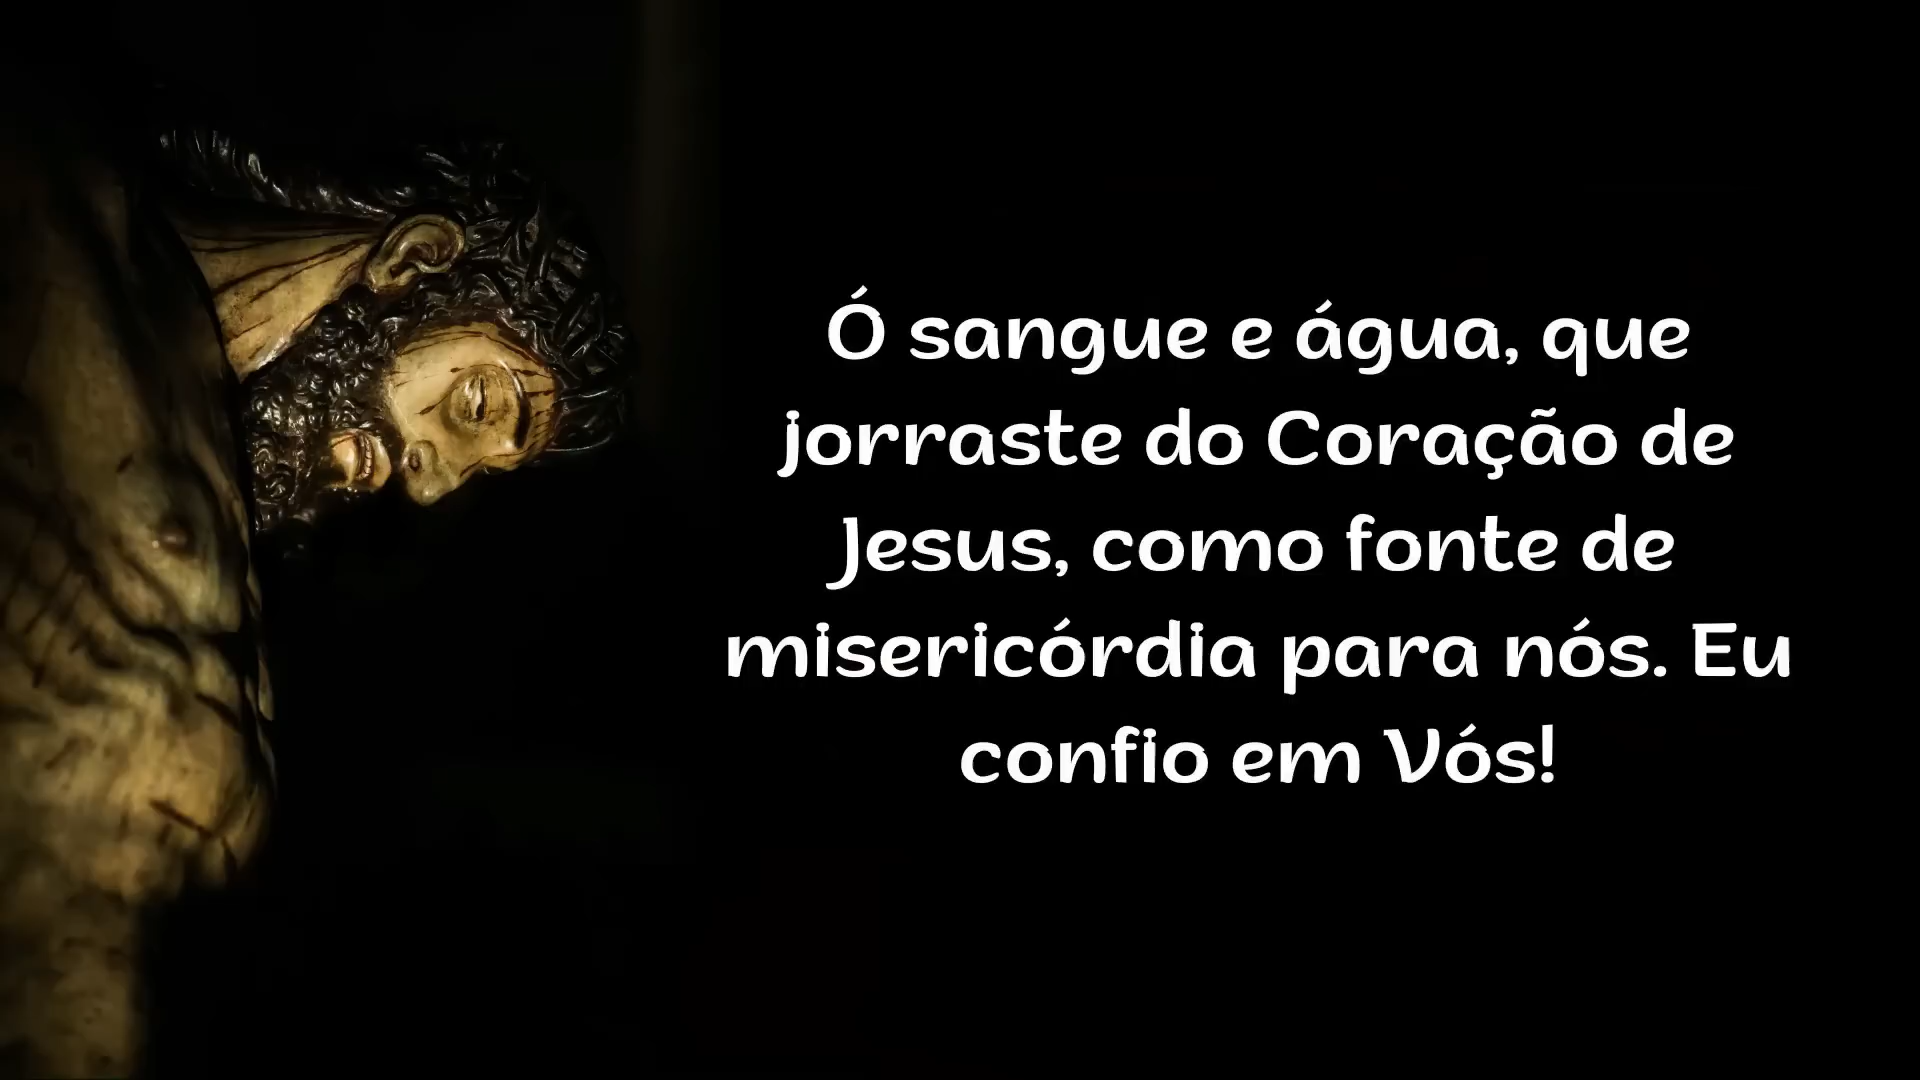 Ó sangue e água, que
jorraste do Coração de
Jesus, como fonte de
misericórdia para nós. Eu
confio em Vós!